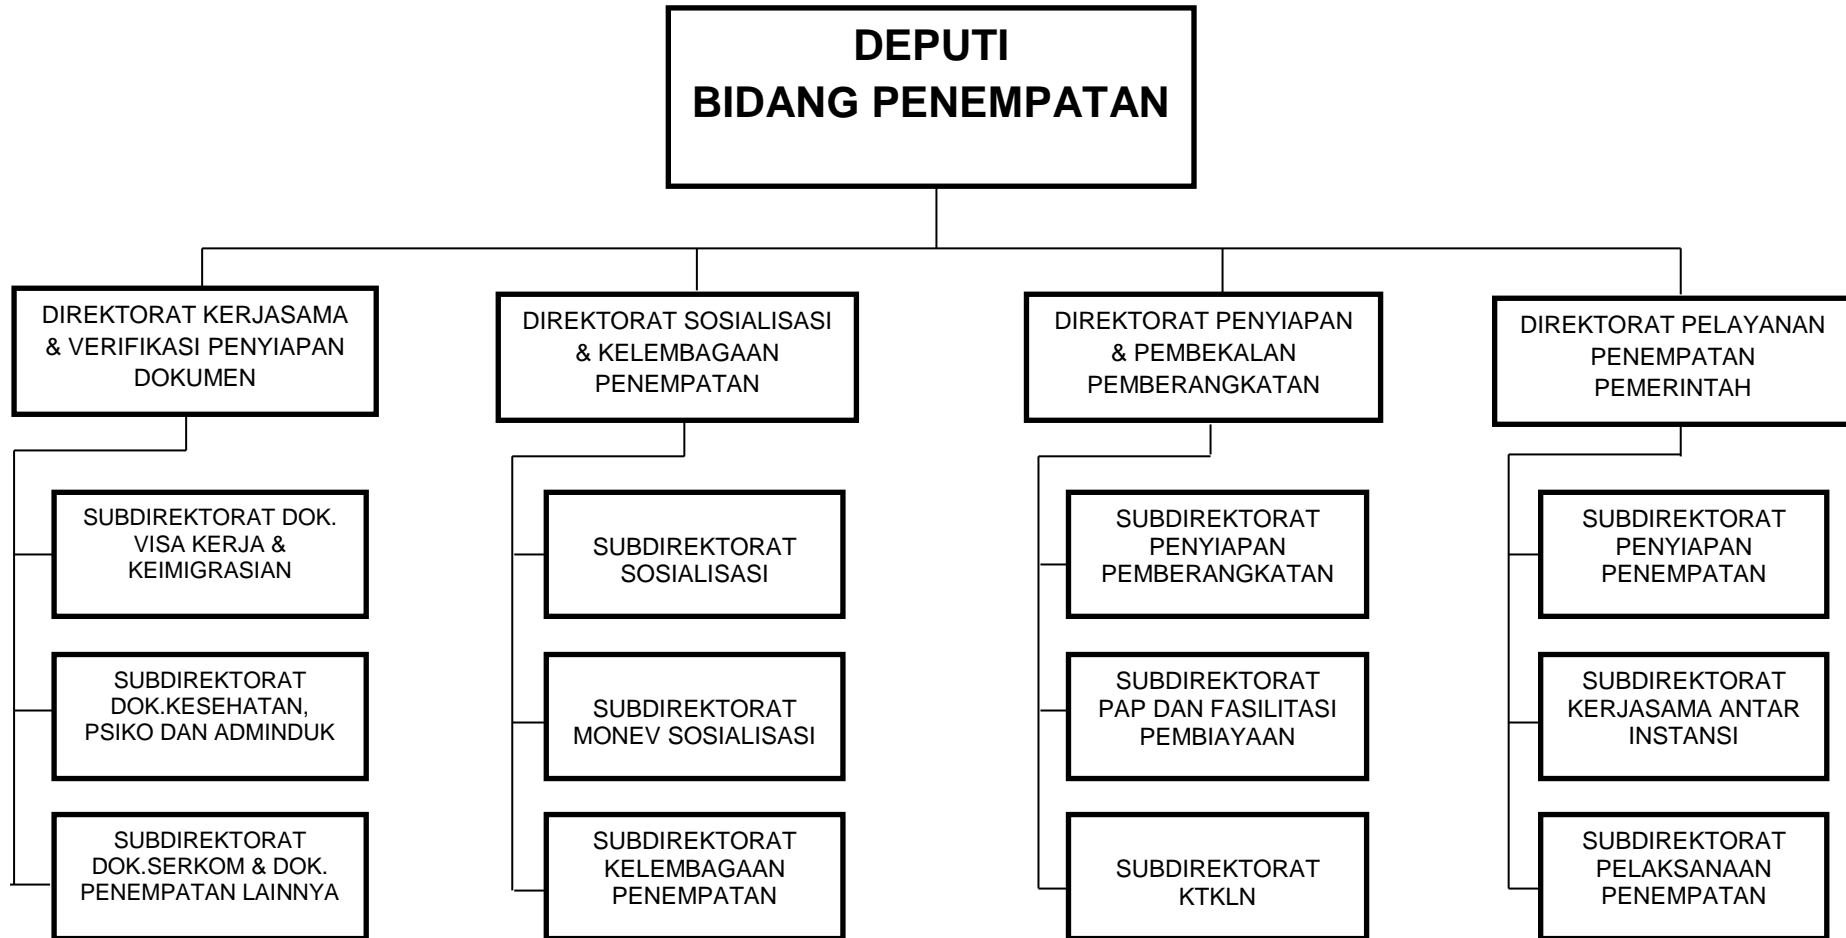 DEPUTI
BIDANG PENEMPATAN
DIREKTORAT KERJASAMA
& VERIFIKASI PENYIAPAN
DOKUMEN
DIREKTORAT SOSIALISASI
& KELEMBAGAAN
PENEMPATAN
DIREKTORAT PENYIAPAN
& PEMBEKALAN
PEMBERANGKATAN
DIREKTORAT PELAYANAN
PENEMPATAN
PEMERINTAH
SUBDIREKTORAT DOK.
VISA KERJA &
KEIMIGRASIAN
SUBDIREKTORAT
SOSIALISASI
SUBDIREKTORAT
PENYIAPAN
PEMBERANGKATAN
SUBDIREKTORAT
PENYIAPAN
PENEMPATAN
SUBDIREKTORAT
DOK.KESEHATAN,
PSIKO DAN ADMINDUK
SUBDIREKTORAT
MONEV SOSIALISASI
SUBDIREKTORAT
PAP DAN FASILITASI
PEMBIAYAAN
SUBDIREKTORAT
KERJASAMA ANTAR
INSTANSI
SUBDIREKTORAT
DOK.SERKOM & DOK.
PENEMPATAN LAINNYA
SUBDIREKTORAT
KELEMBAGAAN
PENEMPATAN
SUBDIREKTORAT
KTKLN
SUBDIREKTORAT
PELAKSANAAN
PENEMPATAN